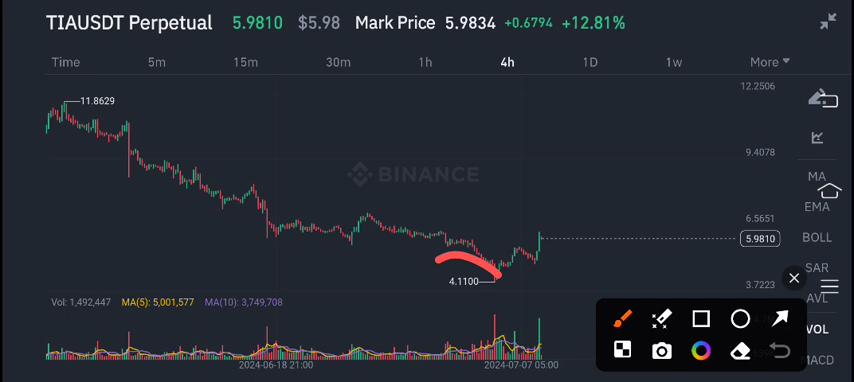 TIAUSDT Perpetual 5.9810 $5.98 Mark Price 5.9834 +0.6794 +12.81%
Time 5m 15m 30m 1h 4h 1D 1w More
12.2506
11.8629
9.4078
BINANCE
MA
EMA
6.5651
5.9810
BOLL
SAR
4.1100
3.7223
AVL
Vol: 1,492,447 MA(5): 5,001,577 MA(10): 3,749,708
VOL
MACD
2024-06-18 21:00 2024-07-07 05:00